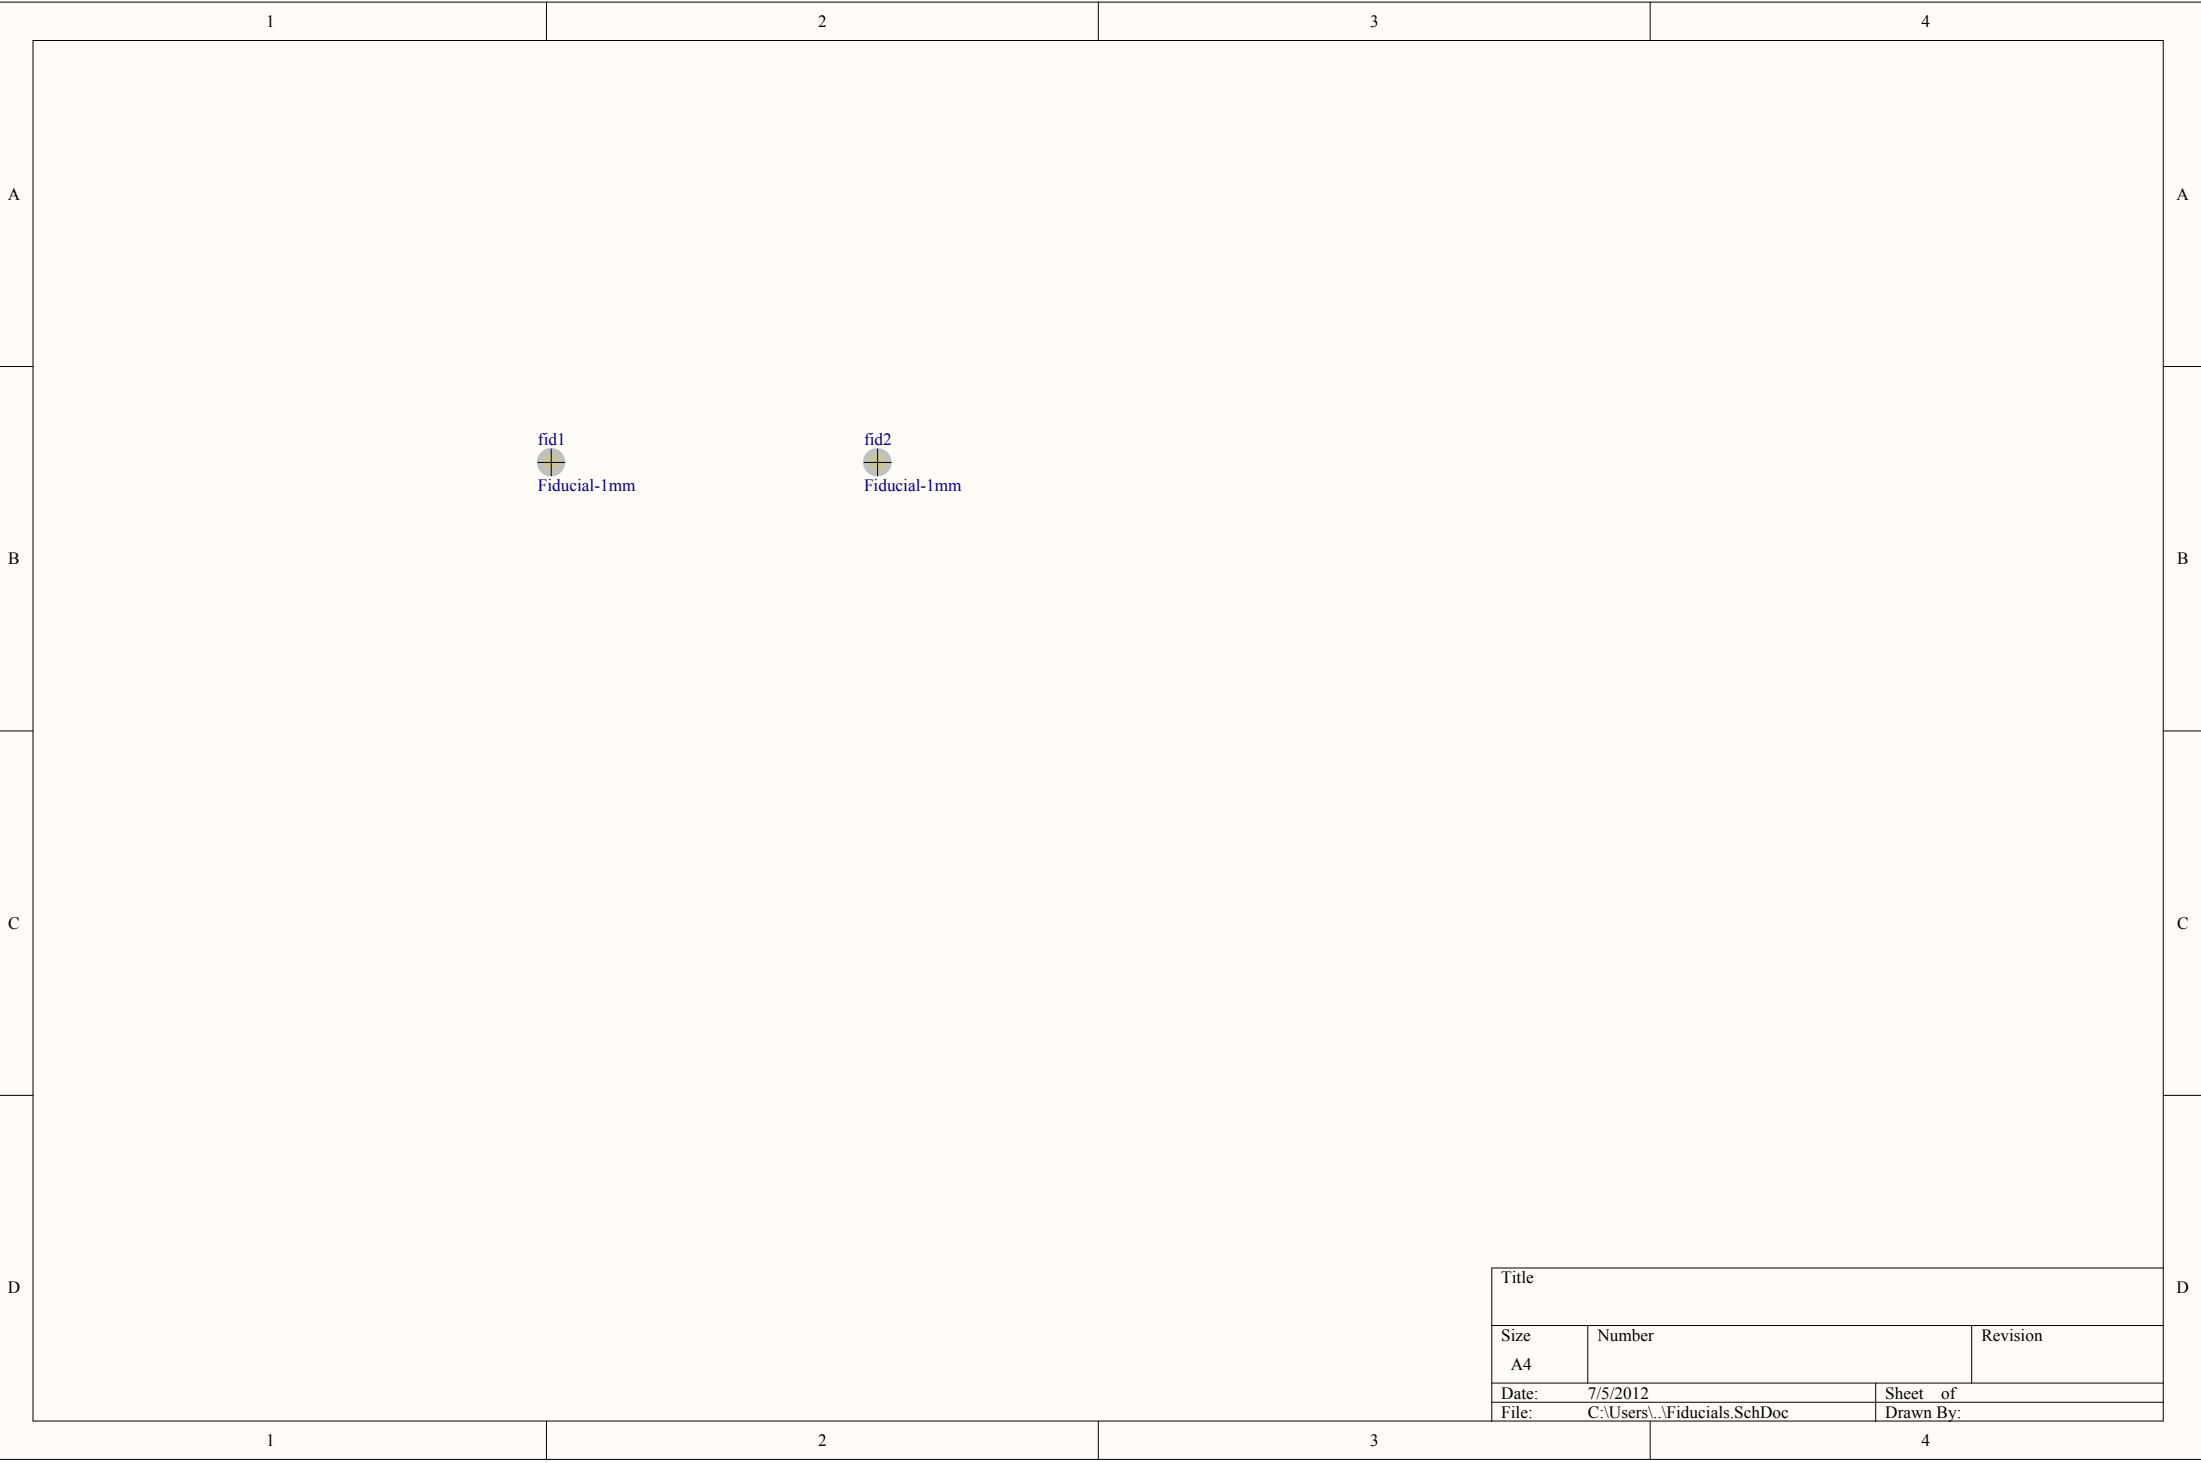 1 2 3 4
A A
fid1 fid2
Fiducial-1mm Fiducial-1mm
B B
C C
D D
Title
Size Number Revision
A4
Date: 7/5/2012 Sheet of
File: C:\Users\..\Fiducials.SchDoc Drawn By:
1 2 3 4